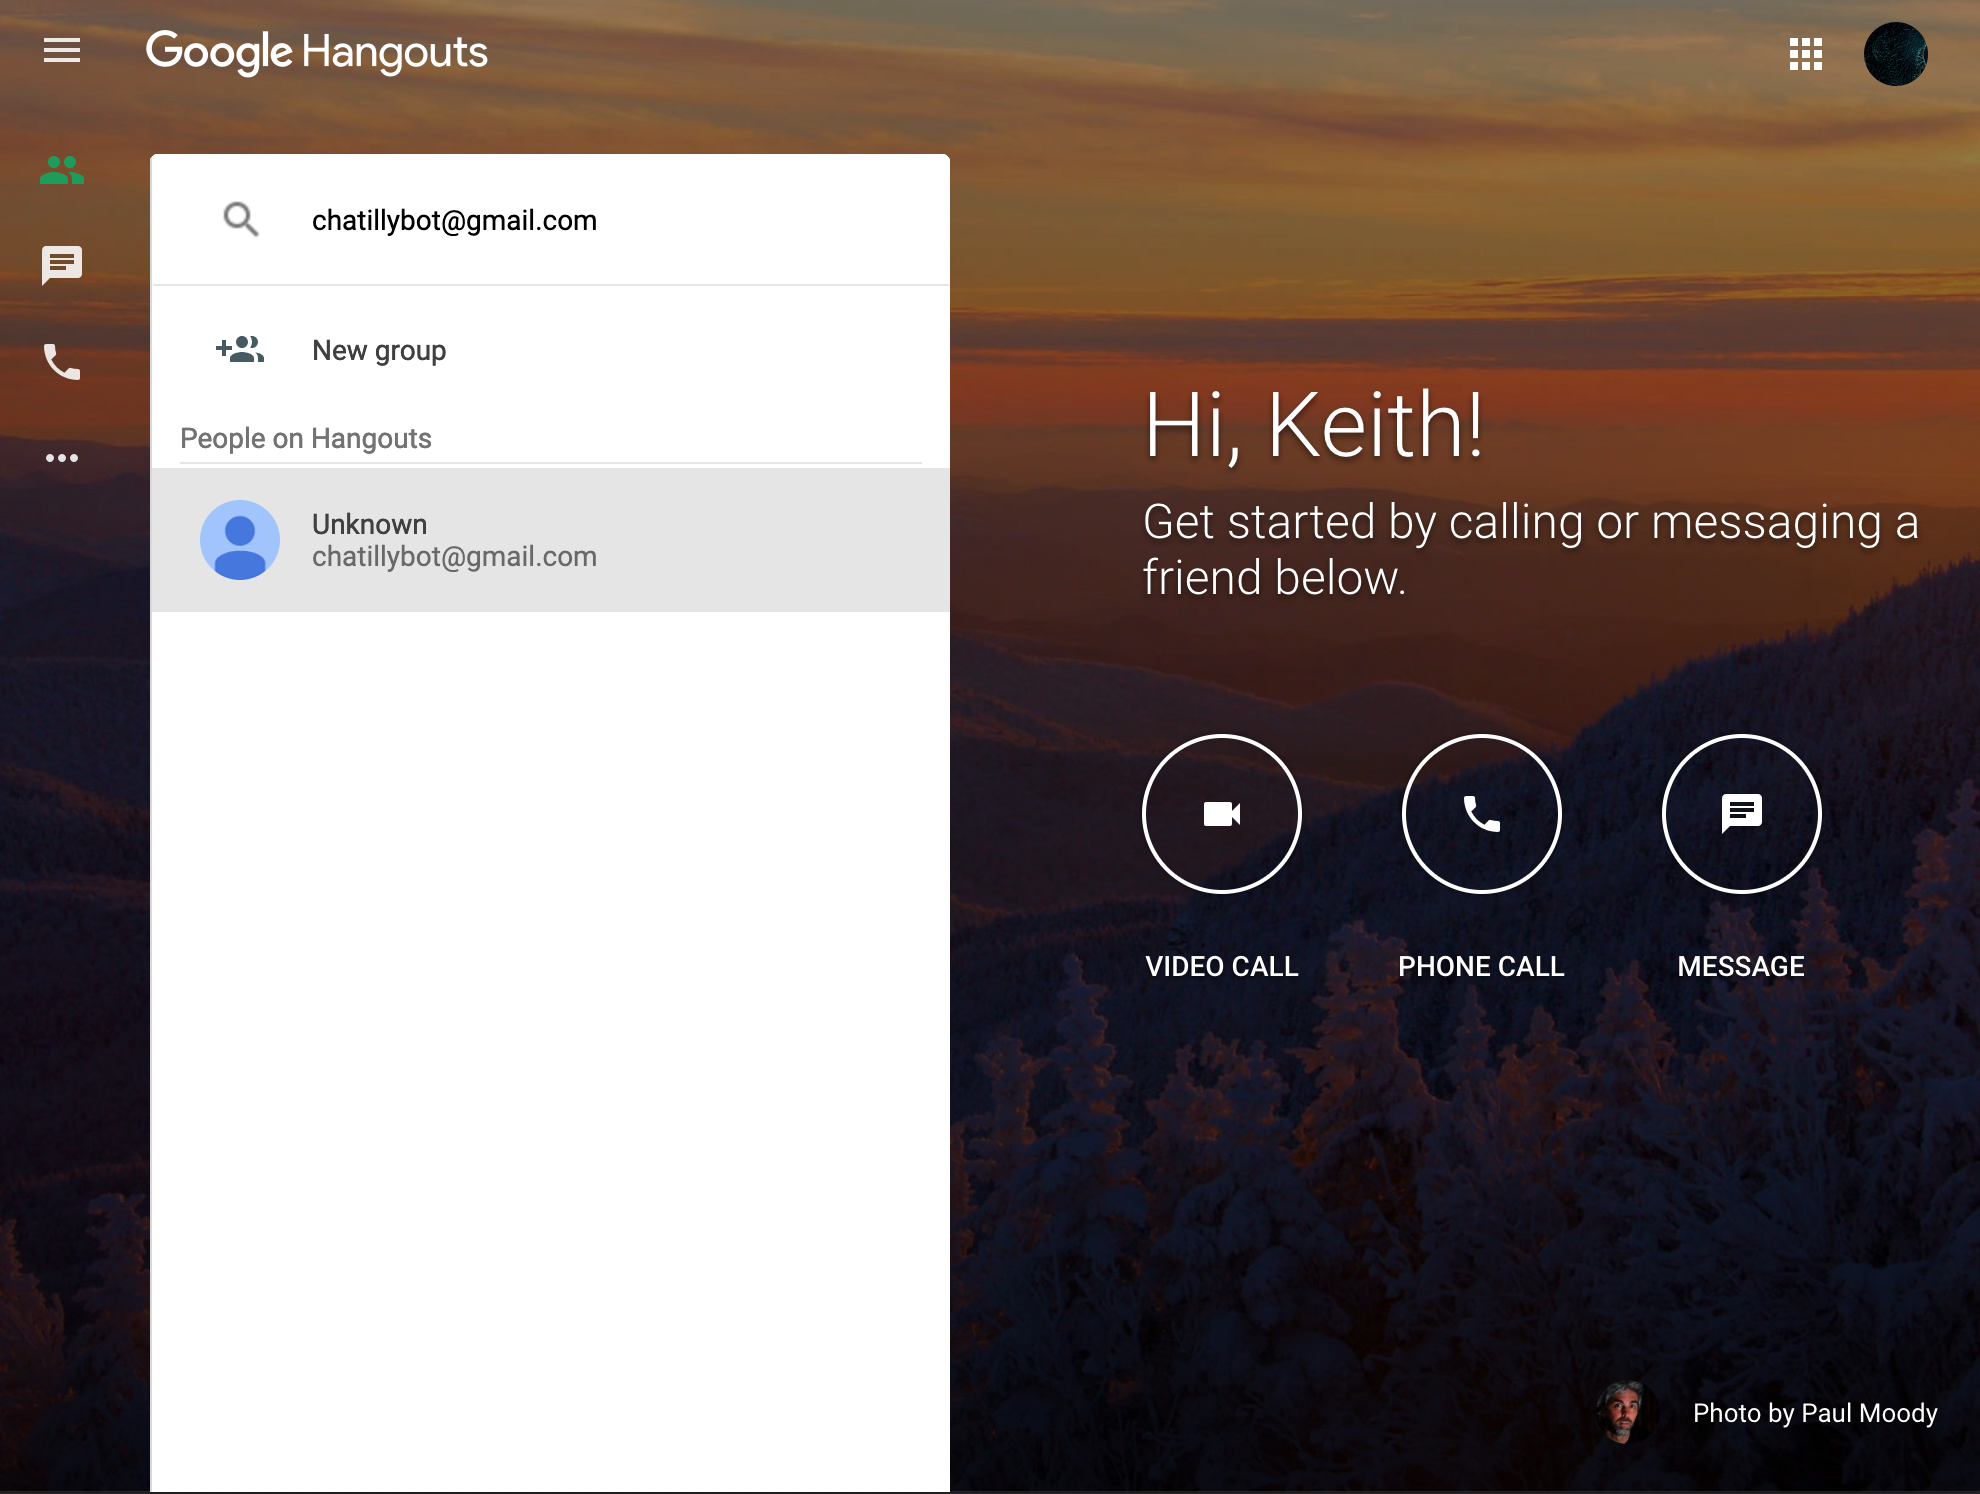 Google Hangouts
chatillybot@gmail.com
New group
People on Hangouts
Unknown
chatillybot@gmail.com
Hi, Keith!
Get started by calling or messaging a
friend below.
VIDEO CALL PHONE CALL MESSAGE
Photo by Paul Moody